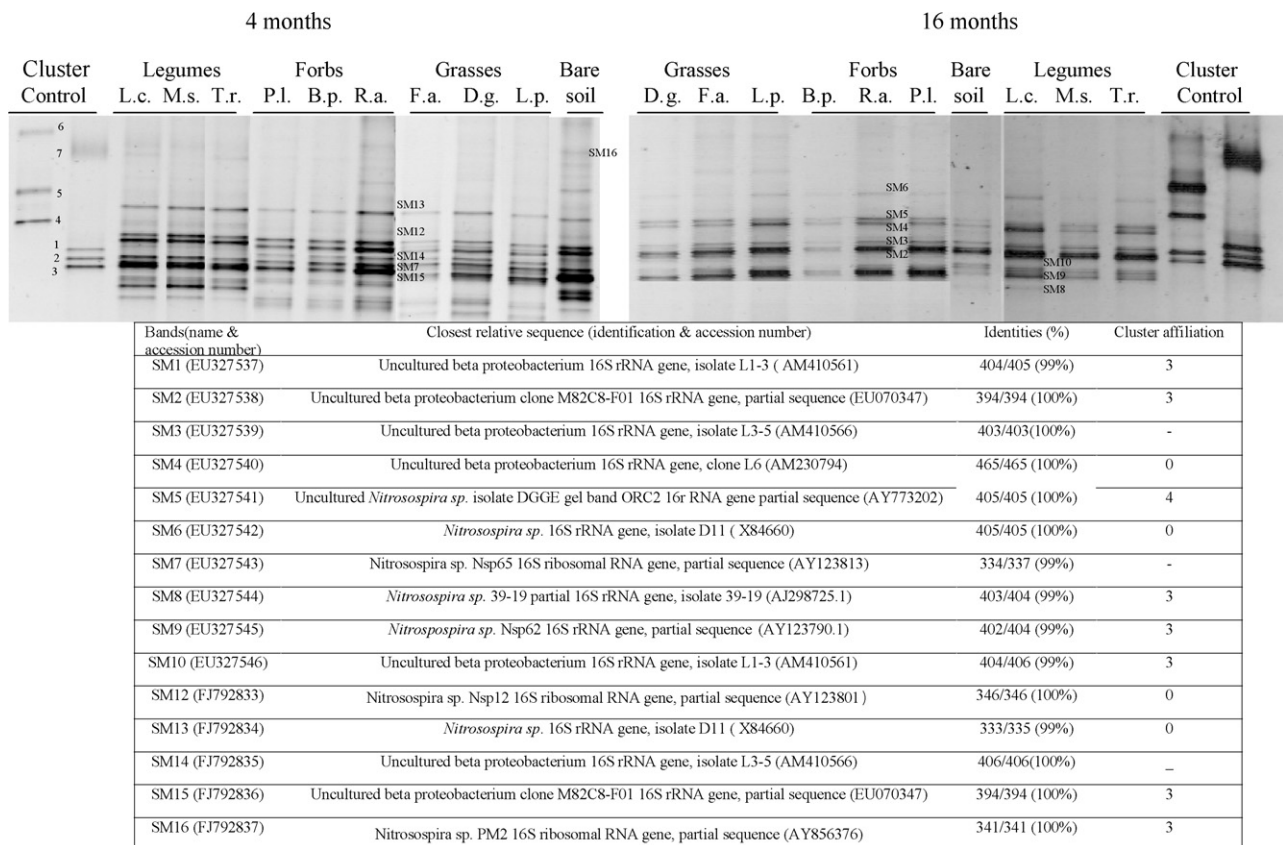 4 months 16 months
Cluster Control Legumes Forbs Grasses Bare soil Grasses Forbs Bare soil Legumes Cluster Control
L.c. M.s. T.r. P.l. B.p. R.a. F.a. D.g. L.p. D.g. F.a. L.p. B.p. R.a. P.l. L.c. M.s. T.r.
6
7
5
4
1
2
3
SM16
SM13
SM12
SM14
SM7
SM15
SM6
SM5
SM4
SM3
SM2
SM10
SM9
SM8
Bands(name & accession number) Closest relative sequence (identification & accession number) Identities (%) Cluster affiliation
SM1 (EU327537) Uncultured beta proteobacterium 16S rRNA gene, isolate L1-3 ( AM410561) 404/405 (99%) 3
SM2 (EU327538) Uncultured beta proteobacterium clone M82C8-F01 16S rRNA gene, partial sequence (EU070347) 394/394 (100%) 3
SM3 (EU327539) Uncultured beta proteobacterium 16S rRNA gene, isolate L3-5 (AM410566) 403/403(100%) -
SM4 (EU327540) Uncultured beta proteobacterium 16S rRNA gene, clone L6 (AM230794) 465/465 (100%) 0
SM5 (EU327541) Uncultured Nitrosospira sp. isolate DGGE gel band ORC2 16r RNA gene partial sequence (AY773202) 405/405 (100%) 4
SM6 (EU327542) Nitrosospira sp. 16S rRNA gene, isolate D11 ( X84660) 405/405 (100%) 0
SM7 (EU327543) Nitrosospira sp. Nsp65 16S ribosomal RNA gene, partial sequence (AY123813) 334/337 (99%) -
SM8 (EU327544) Nitrosospira sp. 39-19 partial 16S rRNA gene, isolate 39-19 (AJ298725.1) 403/404 (99%) 3
SM9 (EU327545) Nitrospospira sp. Nsp62 16S rRNA gene, partial sequence (AY123790.1) 402/404 (99%) 3
SM10 (EU327546) Uncultured beta proteobacterium 16S rRNA gene, isolate L1-3 (AM410561) 404/406 (99%) 3
SM12 (FJ792833) Nitrosospira sp. Nsp12 16S ribosomal RNA gene, partial sequence (AY123801) 346/346 (100%) 0
SM13 (FJ792834) Nitrosospira sp. 16S rRNA gene, isolate D11 ( X84660) 333/335 (99%) 0
SM14 (FJ792835) Uncultured beta proteobacterium 16S rRNA gene, isolate L3-5 (AM410566) 406/406(100%) _
SM15 (FJ792836) Uncultured beta proteobacterium clone M82C8-F01 16S rRNA gene, partial sequence (EU070347) 394/394 (100%) 3
SM16 (FJ792837) Nitrosospira sp. PM2 16S ribosomal RNA gene, partial sequence (AY856376) 341/341 (100%) 3